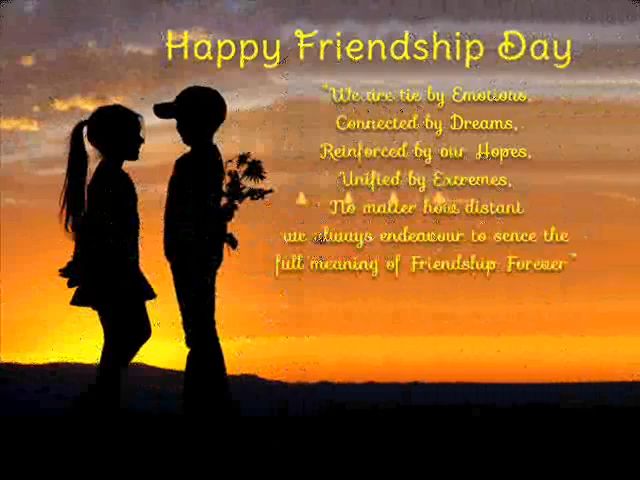 Happy Friendship Day
"We are tie by Emotions,
Connected by Dreams,
Reinforced by our Hopes,
Unified by Extremes,
No matter how distant
we always endeavour to sence the
full meaning of Friendship Forever"